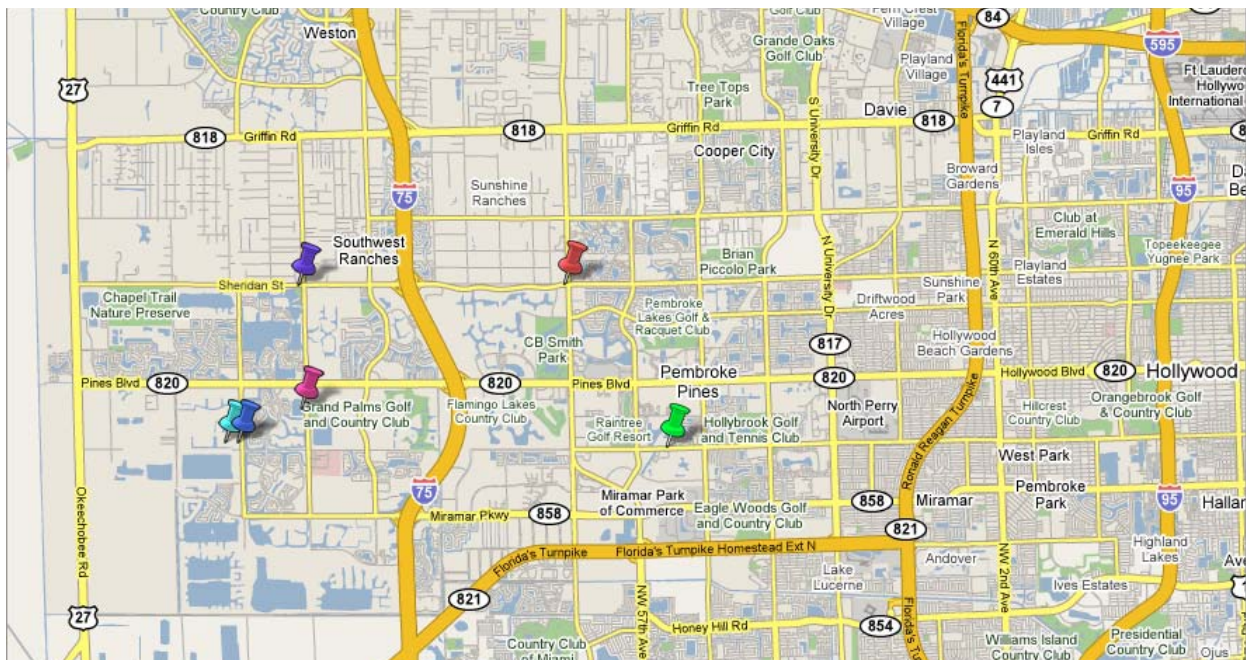 Country Club
Weston
Golf Club
Fern Crest
Village
84
Grande Oaks
Golf Club
Playland
Village
Florida's Turnpike
595
27
441
7
Ft Lauderd
Hollywo
International
Tree Tops
Park
S University Dr
Davie
818
Griffin Rd
818
Griffin Rd
818
Playland
Isles
Griffin Rd
Cooper City
Broward
Gardens
75
Sunshine
Ranches
95
Club at
Emerald Hills
Southwest
Ranches
Brian
Piccolo Park
N University Dr
N 60th Ave
Topeekeegee
Yugnee Park
Playland
Estates
Sheridan St
Chapel Trail
Nature Preserve
Pembroke
Lakes Golf &
Racquet Club
Driftwood
Acres
Sunshine
Park
CB Smith
Park
817
Hollywood
Beach Gardens
Pines Blvd
820
820
Pines Blvd
Pembroke
Pines
820
Hollywood Blvd
820
Hollywood
Grand Palms Golf
and Country Club
Flamingo Lakes
Country Club
Raintree
Golf Resort
Hollybrook Golf
and Tennis Club
North Perry
Airport
Ronald Reagan Turnpike
Hillcrest
Country Club
Orangebrook Golf
& Country Club
West Park
Okeechobee Rd
75
Miramar Park
of Commerce
Eagle Woods Golf
and Country Club
858
Miramar
Pembroke
Park
95
Hallan
Miramar Pkwy
858
821
Florida's Turnpike
Florida's Turnpike Homestead Ext N
Andover
Highland
Lakes
Lake
Lucerne
NW 2nd Ave
Ives Estates
27
821
NW 57th Ave
Honey Hill Rd
854
Florida's Tu
Country Club
of Miami
Williams Island
Country Club
Presidential
Country Club
Ojus